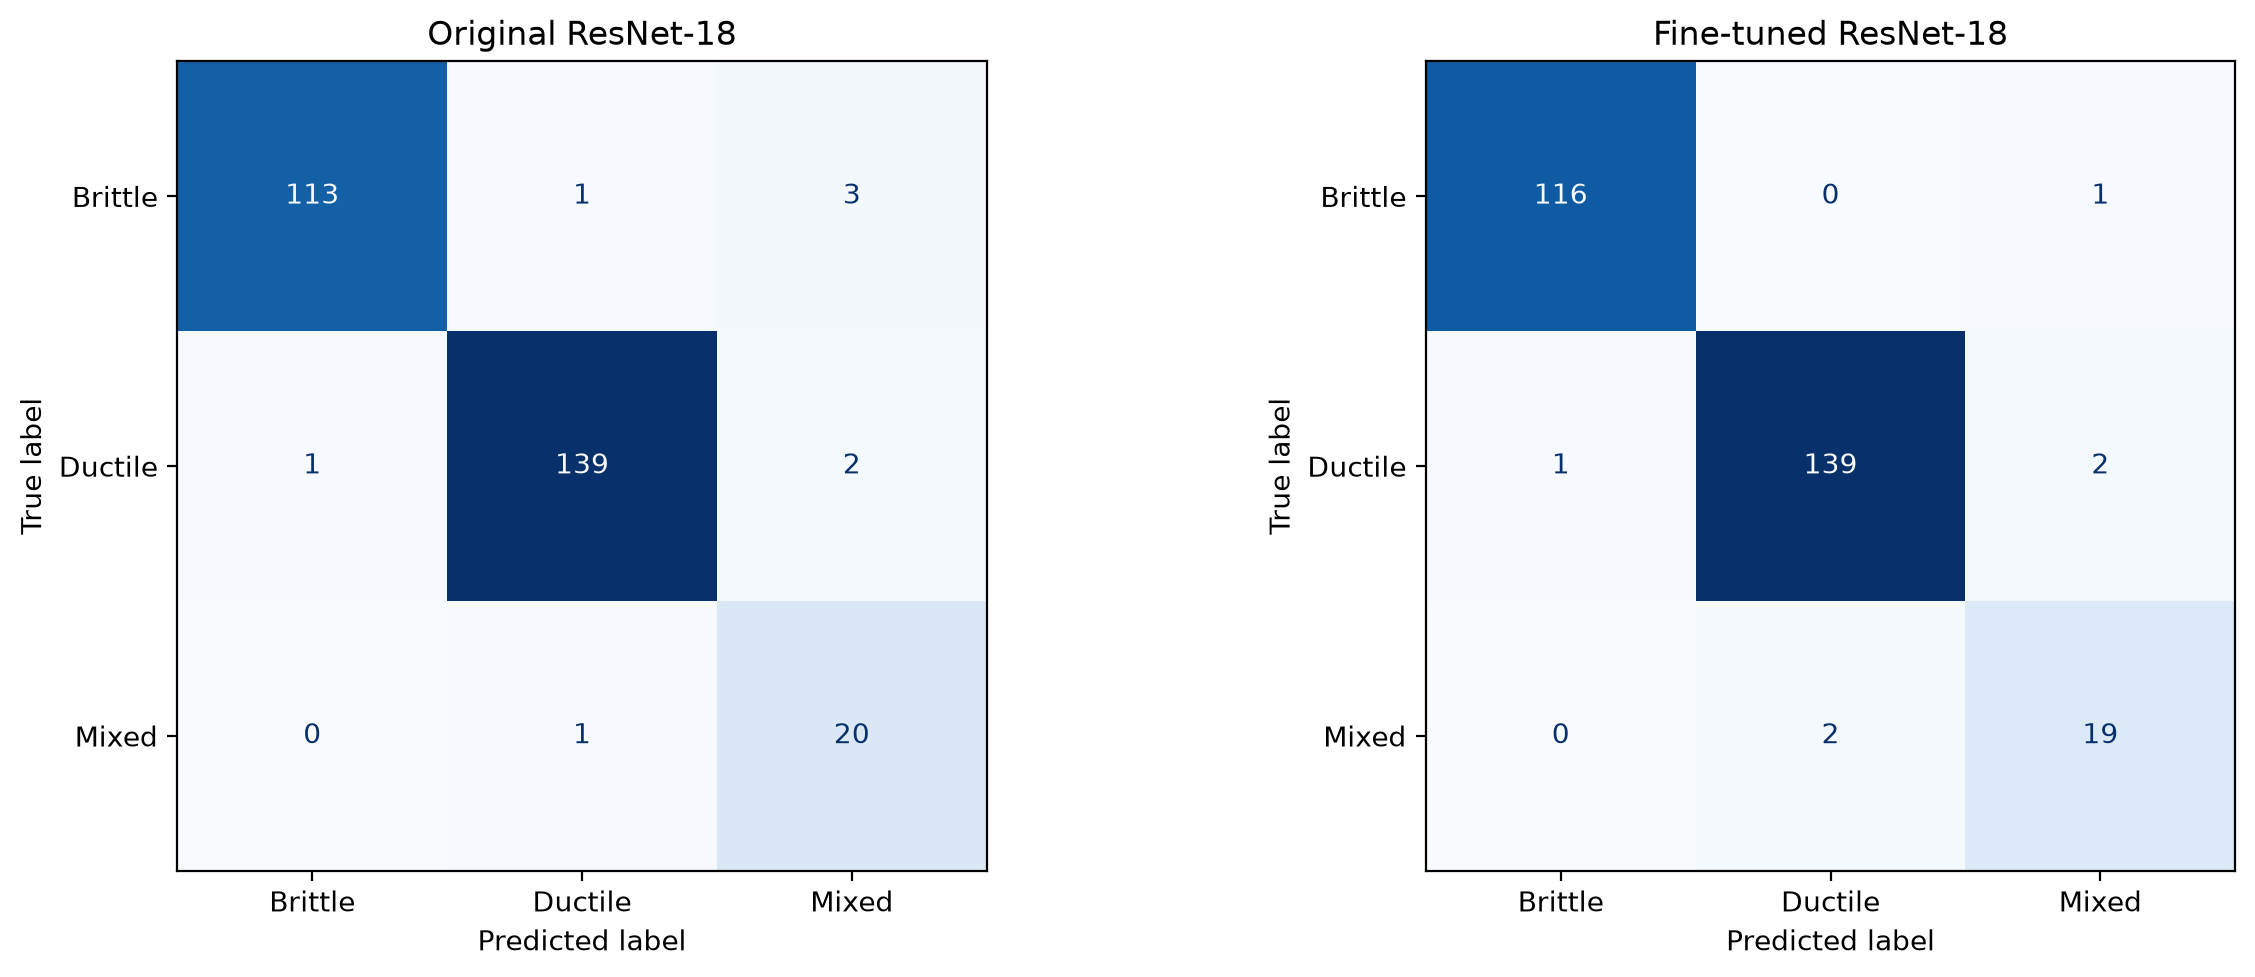 Original ResNet-18
True label
Brittle 113 1 3
Ductile 1 139 2
Mixed 0 1 20
Brittle Ductile Mixed
Predicted label
Fine-tuned ResNet-18
True label
Brittle 116 0 1
Ductile 1 139 2
Mixed 0 2 19
Brittle Ductile Mixed
Predicted label